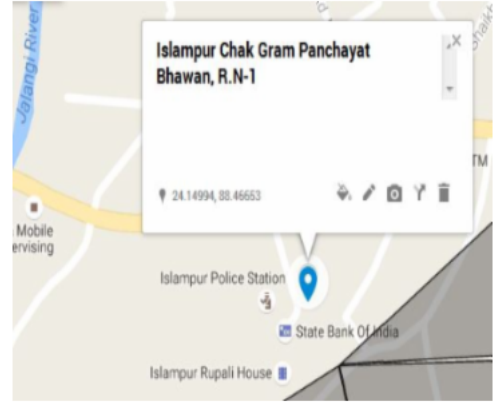 Jalangi River
Islampur Chak Gram Panchayat
Bhawan, R.N-1
24.14994, 88.46653
TM
Mobile
ervising
Islampur Police Station
State Bank Of India
Islampur Rupali House